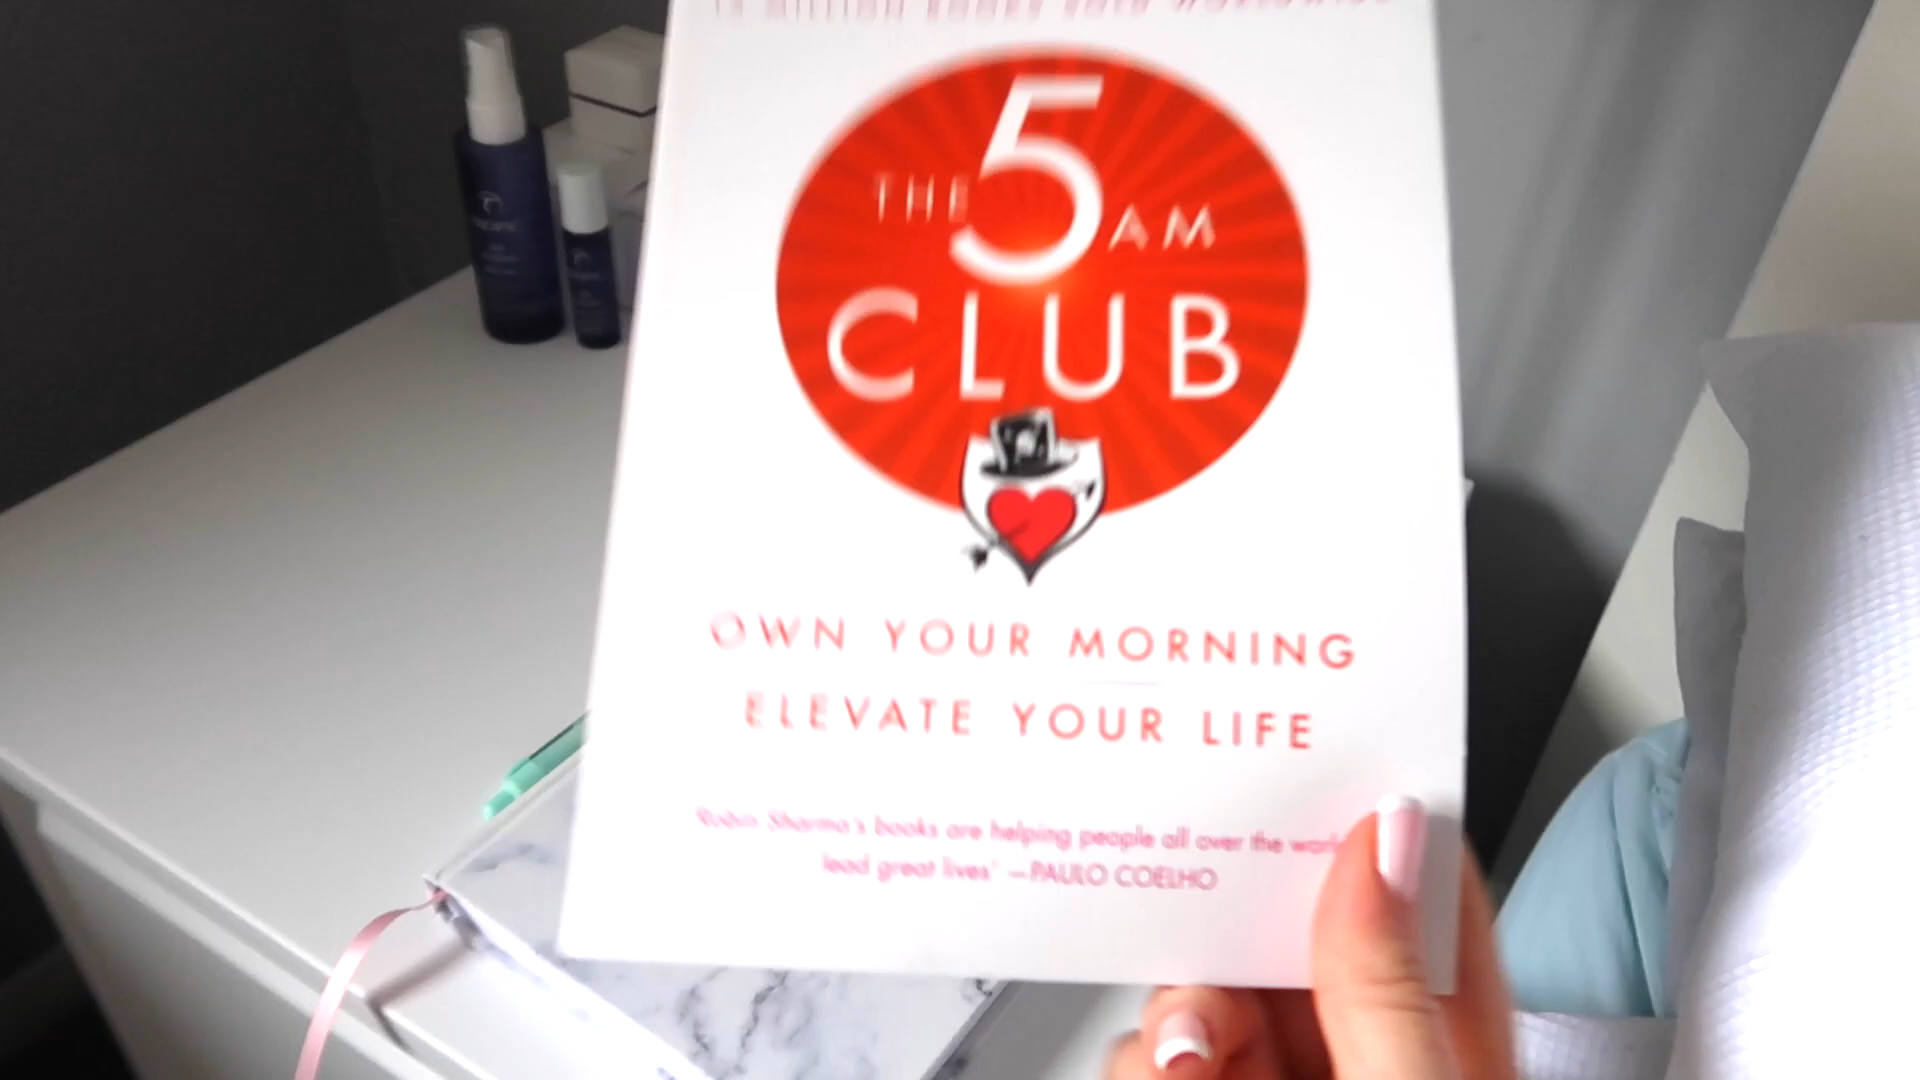 THE 5 AM
CLUB
OWN YOUR MORNING
ELEVATE YOUR LIFE
Robin Sharma's books are helping people all over the
lead great lives' —PAULO COELHO